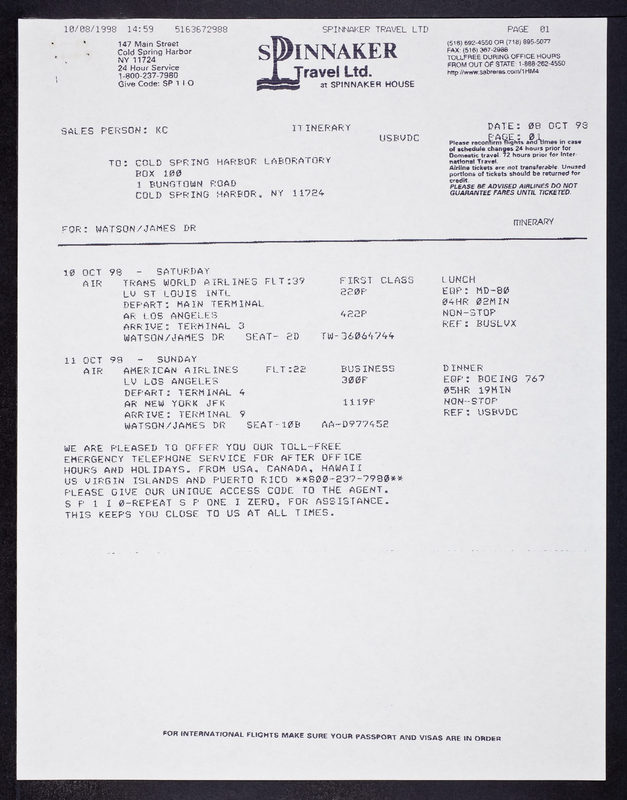 10/08/1998 14:59 5163672988 SPINNAKER TRAVEL LTD PAGE 01
147 Main Street
Cold Spring Harbor
NY 11724
24 Hour Service
1-800-237-7980
Give Code: SP 1 I O
SPINNAKER
Travel Ltd.
at SPINNAKER HOUSE
(516) 692-4550 OR (718) 895-5077
FAX: (516) 367-2988
TOLLFREE DURING OFFICE HOURS
FROM OUT OF STATE: 1-888-262-4550
http://www.sabreras.com/1HM4
SALES PERSON: KC ITINERARY DATE: 08 OCT 98
USBVDC PAGE: 01
Please reconfirm flights and times in case
of schedule changes 24 hours prior for
Domestic travel. 72 hours prior for Inter-
national Travel.
Airline tickets are not transferable. Unused
portions of tickets should be returned for
credit.
PLEASE BE ADVISED AIRLINES DO NOT
GUARANTEE FARES UNTIL TICKETED.
TO: COLD SPRING HARBOR LABORATORY
BOX 100
1 BUNGTOWN ROAD
COLD SPRING HARBOR, NY 11724
ITINERARY
FOR: WATSON/JAMES DR
10 OCT 98 - SATURDAY
AIR TRANS WORLD AIRLINES FLT:39 FIRST CLASS LUNCH
LV ST LOUIS INTL 220P EQP: MD-80
DEPART: MAIN TERMINAL 04HR 02MIN
AR LOS ANGELES 422P NON-STOP
ARRIVE: TERMINAL 3 REF: BUSLVX
WATSON/JAMES DR SEAT- 2D TW-36064744
11 OCT 98 - SUNDAY
AIR AMERICAN AIRLINES FLT:22 BUSINESS DINNER
LV LOS ANGELES 300P EQP: BOEING 767
DEPART: TERMINAL 4 05HR 19MIN
AR NEW YORK JFK 1119P NON-STOP
ARRIVE: TERMINAL 9 REF: USBVDC
WATSON/JAMES DR SEAT-10B AA-D977452
WE ARE PLEASED TO OFFER YOU OUR TOLL-FREE
EMERGENCY TELEPHONE SERVICE FOR AFTER OFFICE
HOURS AND HOLIDAYS. FROM USA, CANADA, HAWAII
US VIRGIN ISLANDS AND PUERTO RICO **800-237-7980**
PLEASE GIVE OUR UNIQUE ACCESS CODE TO THE AGENT.
S P 1 I 0-REPEAT S P ONE I ZERO. FOR ASSISTANCE.
THIS KEEPS YOU CLOSE TO US AT ALL TIMES.
FOR INTERNATIONAL FLIGHTS MAKE SURE YOUR PASSPORT AND VISAS ARE IN ORDER